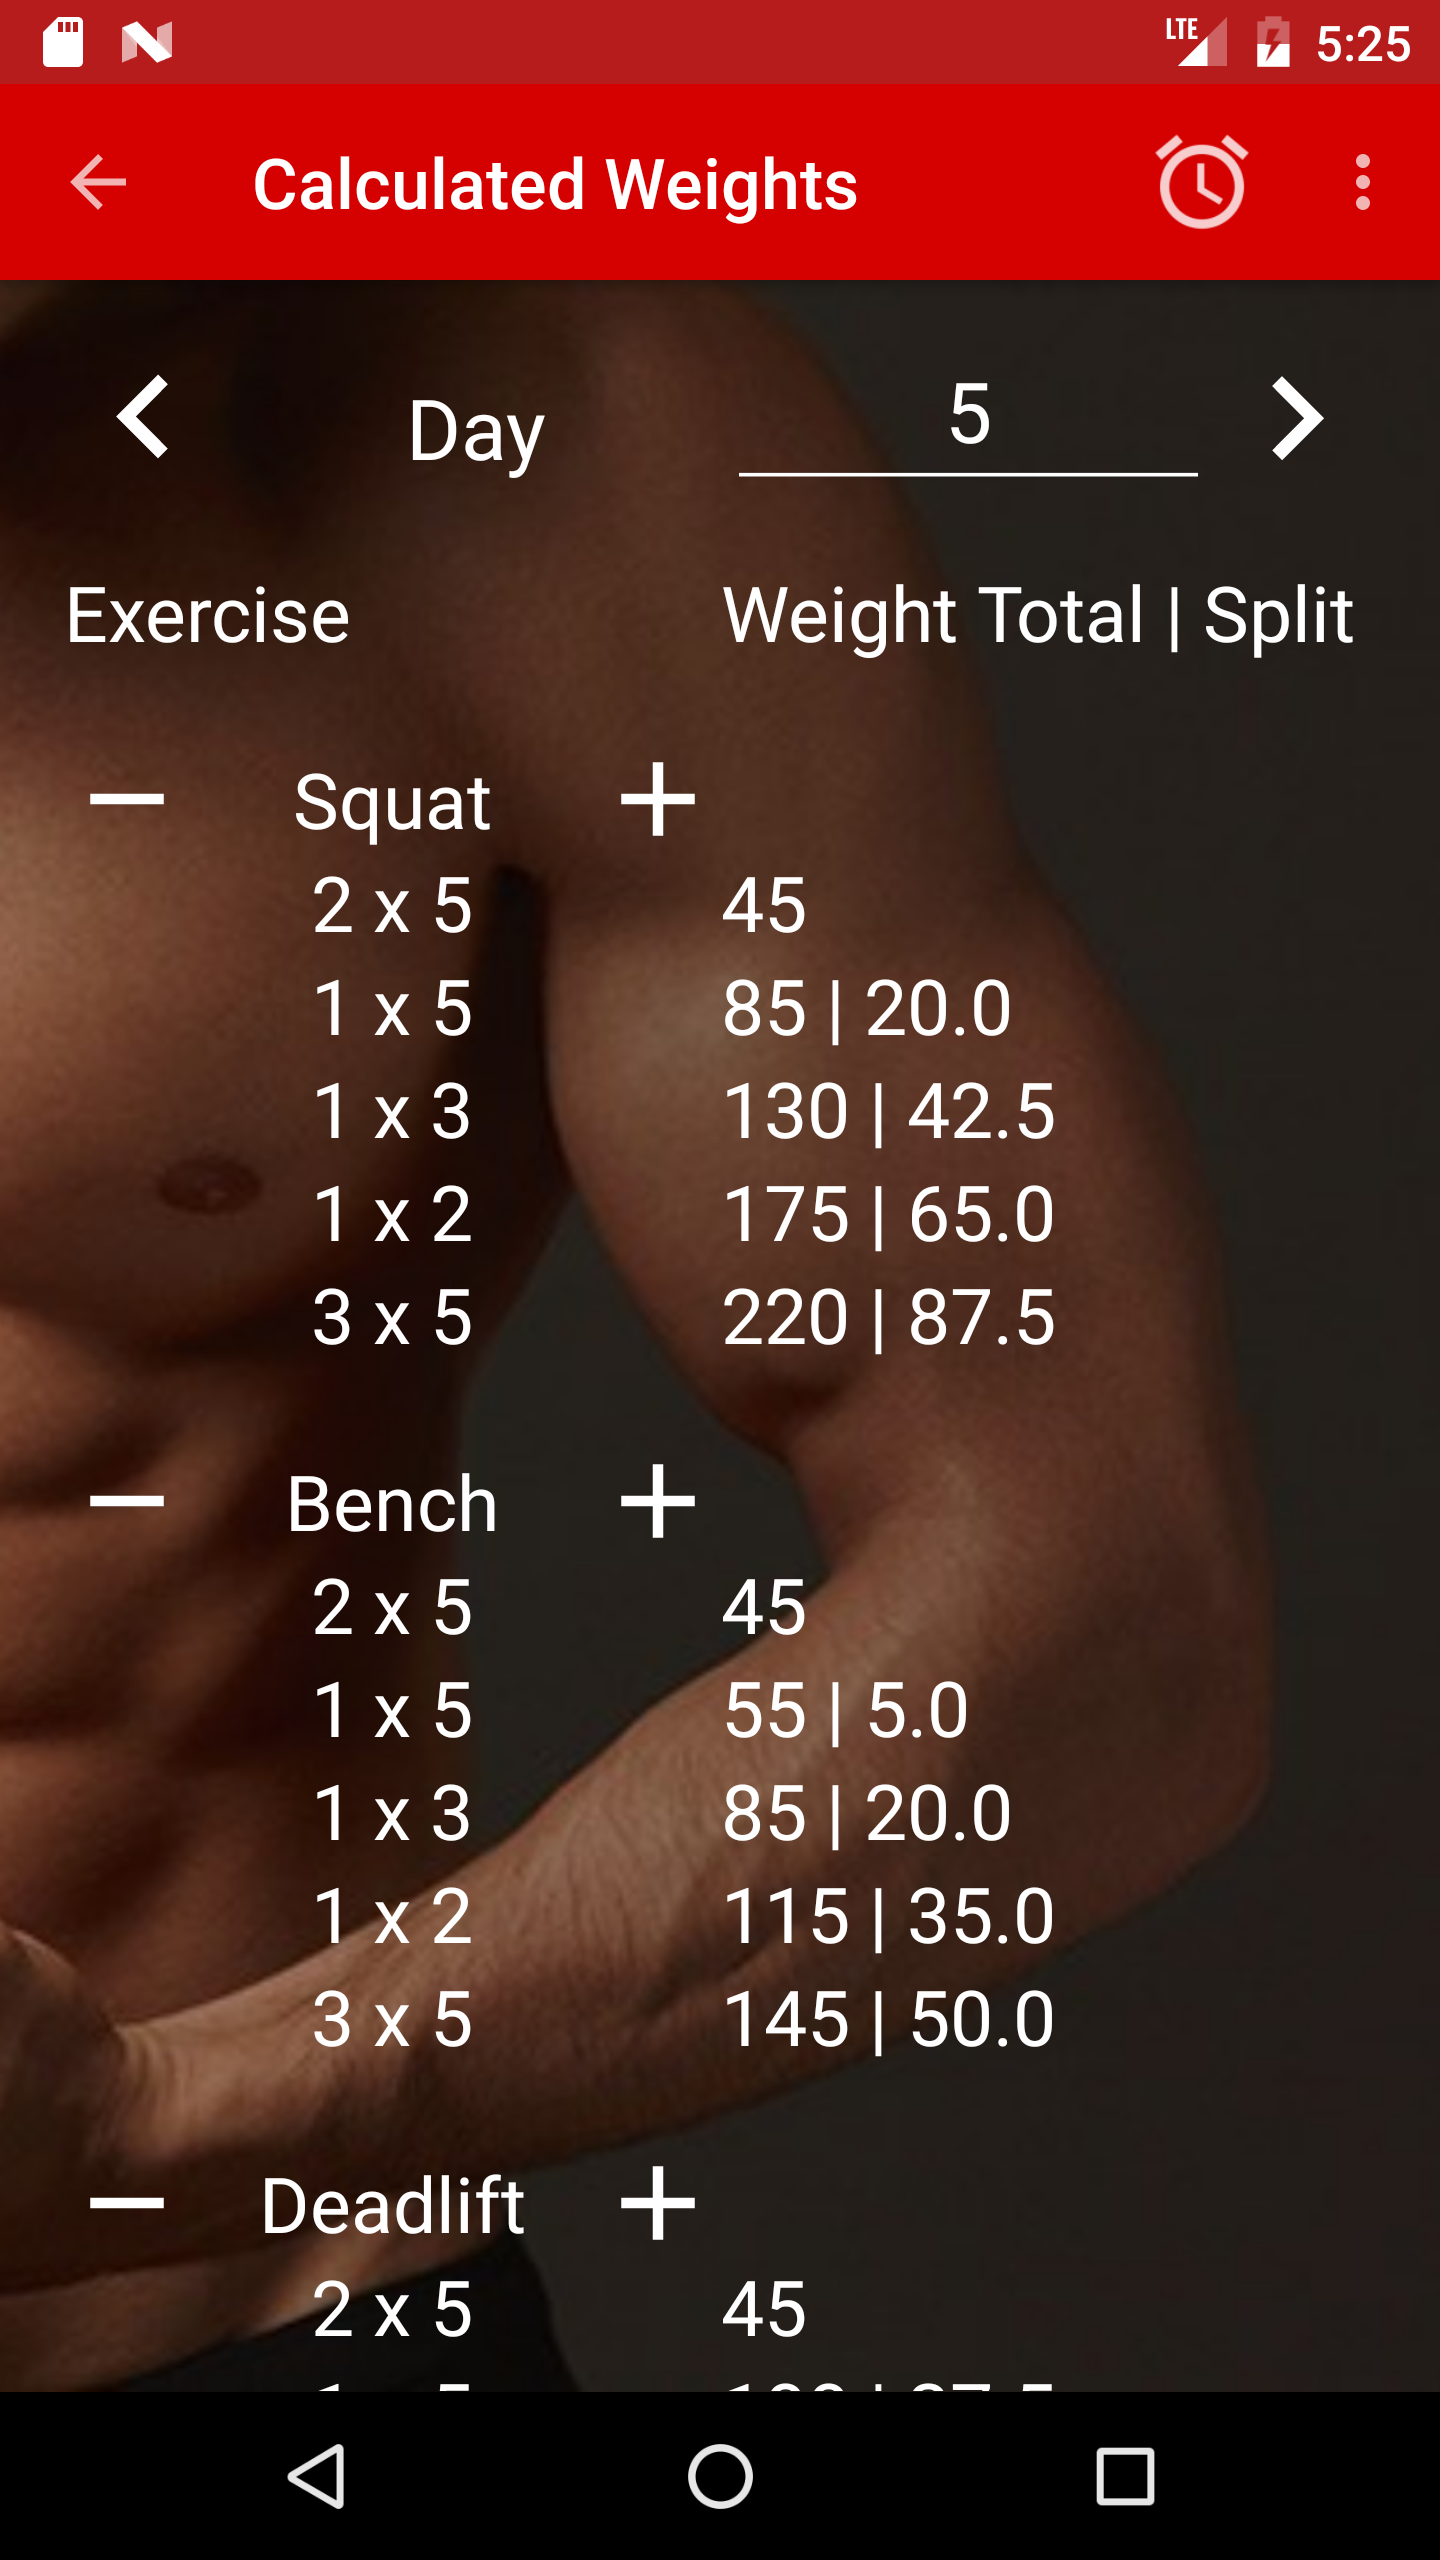 LTE 5:25
Calculated Weights
Day 5
Exercise Weight Total | Split
Squat
2 x 5 45
1 x 5 85 | 20.0
1 x 3 130 | 42.5
1 x 2 175 | 65.0
3 x 5 220 | 87.5
Bench
2 x 5 45
1 x 5 55 | 5.0
1 x 3 85 | 20.0
1 x 2 115 | 35.0
3 x 5 145 | 50.0
Deadlift
2 x 5 45